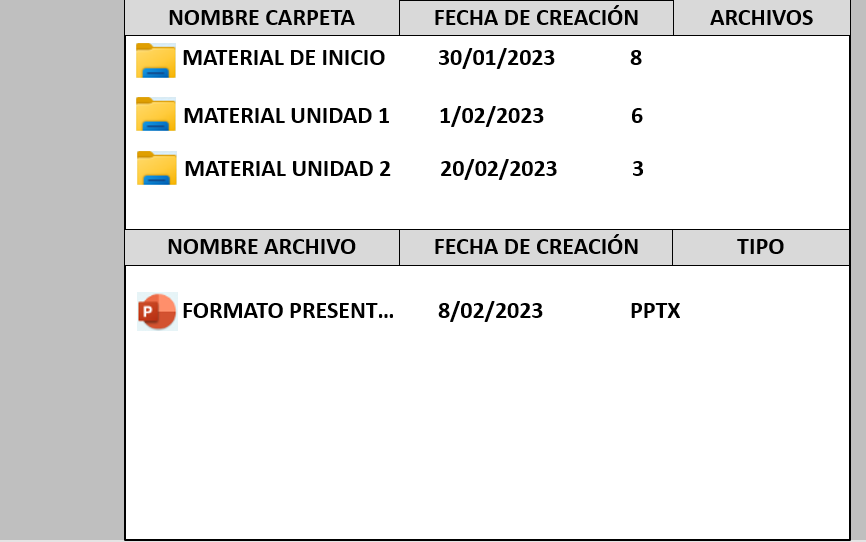 NOMBRE CARPETA FECHA DE CREACIÓN ARCHIVOS
MATERIAL DE INICIO 30/01/2023 8
MATERIAL UNIDAD 1 1/02/2023 6
MATERIAL UNIDAD 2 20/02/2023 3
NOMBRE ARCHIVO FECHA DE CREACIÓN TIPO
P FORMATO PRESENT... 8/02/2023 PPTX